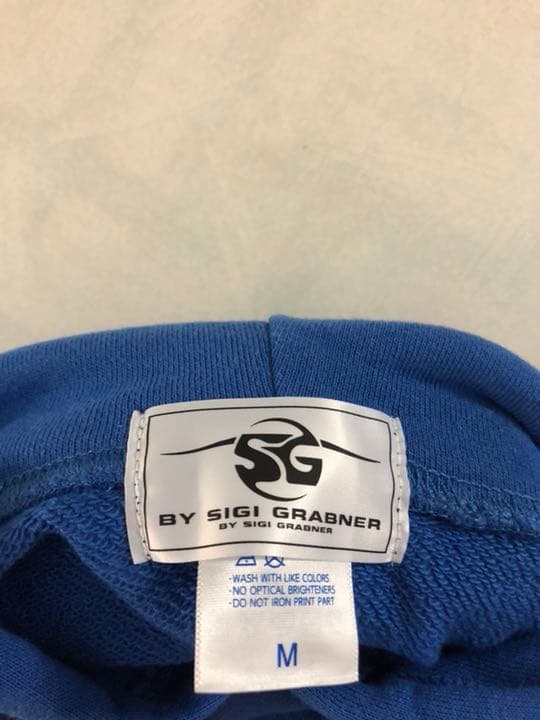 SG
BY SIGI GRABNER
BY SIGI GRABNER
·WASH WITH LIKE COLORS
·NO OPTICAL BRIGHTENERS
·DO NOT IRON PRINT PART
M